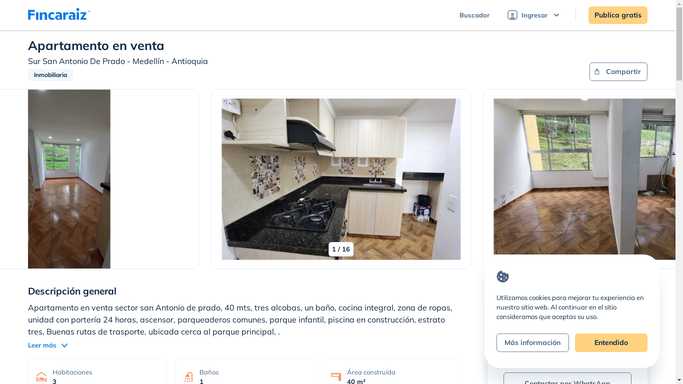 Fincaraiz
Buscador
Ingresar
Publica gratis
Apartamento en venta
Sur San Antonio De Prado - Medellín - Antioquia
Inmobiliaria
Compartir
1 / 16
Descripción general
Apartamento en venta sector san Antonio de prado, 40 mts, tres alcobas, un baño, cocina integral, zona de ropas,
unidad con portería 24 horas, ascensor, parqueaderos comunes, parque infantil, piscina en construcción, estrato
tres, Buenas rutas de trasporte, ubicada cerca al parque principal, .
Leer más
Habitaciones
3
Baños
1
Área construida
40 m²
Utilizamos cookies para mejorar tu experiencia en
nuestro sitio web. Al continuar en el sitio
consideramos que aceptas su uso.
Más información
Entendido
Contactar por WhatsApp